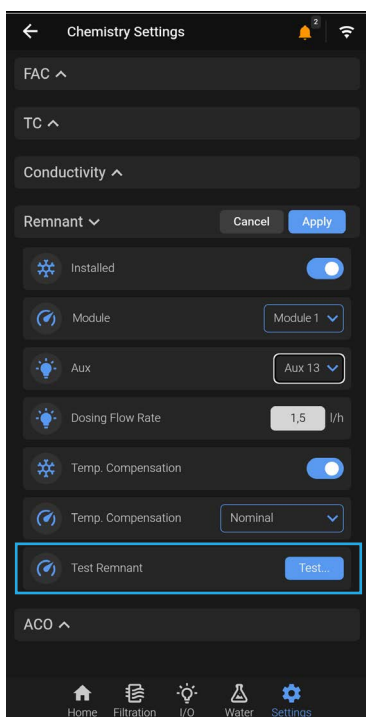 Chemistry Settings 2
FAC
TC
Conductivity
Remnant Cancel Apply
Installed
Module Module 1
Aux Aux 13
Dosing Flow Rate 1,5 l/h
Temp. Compensation
Temp. Compensation Nominal
Test Remnant Test...
ACO
Home Filtration I/O Water Settings